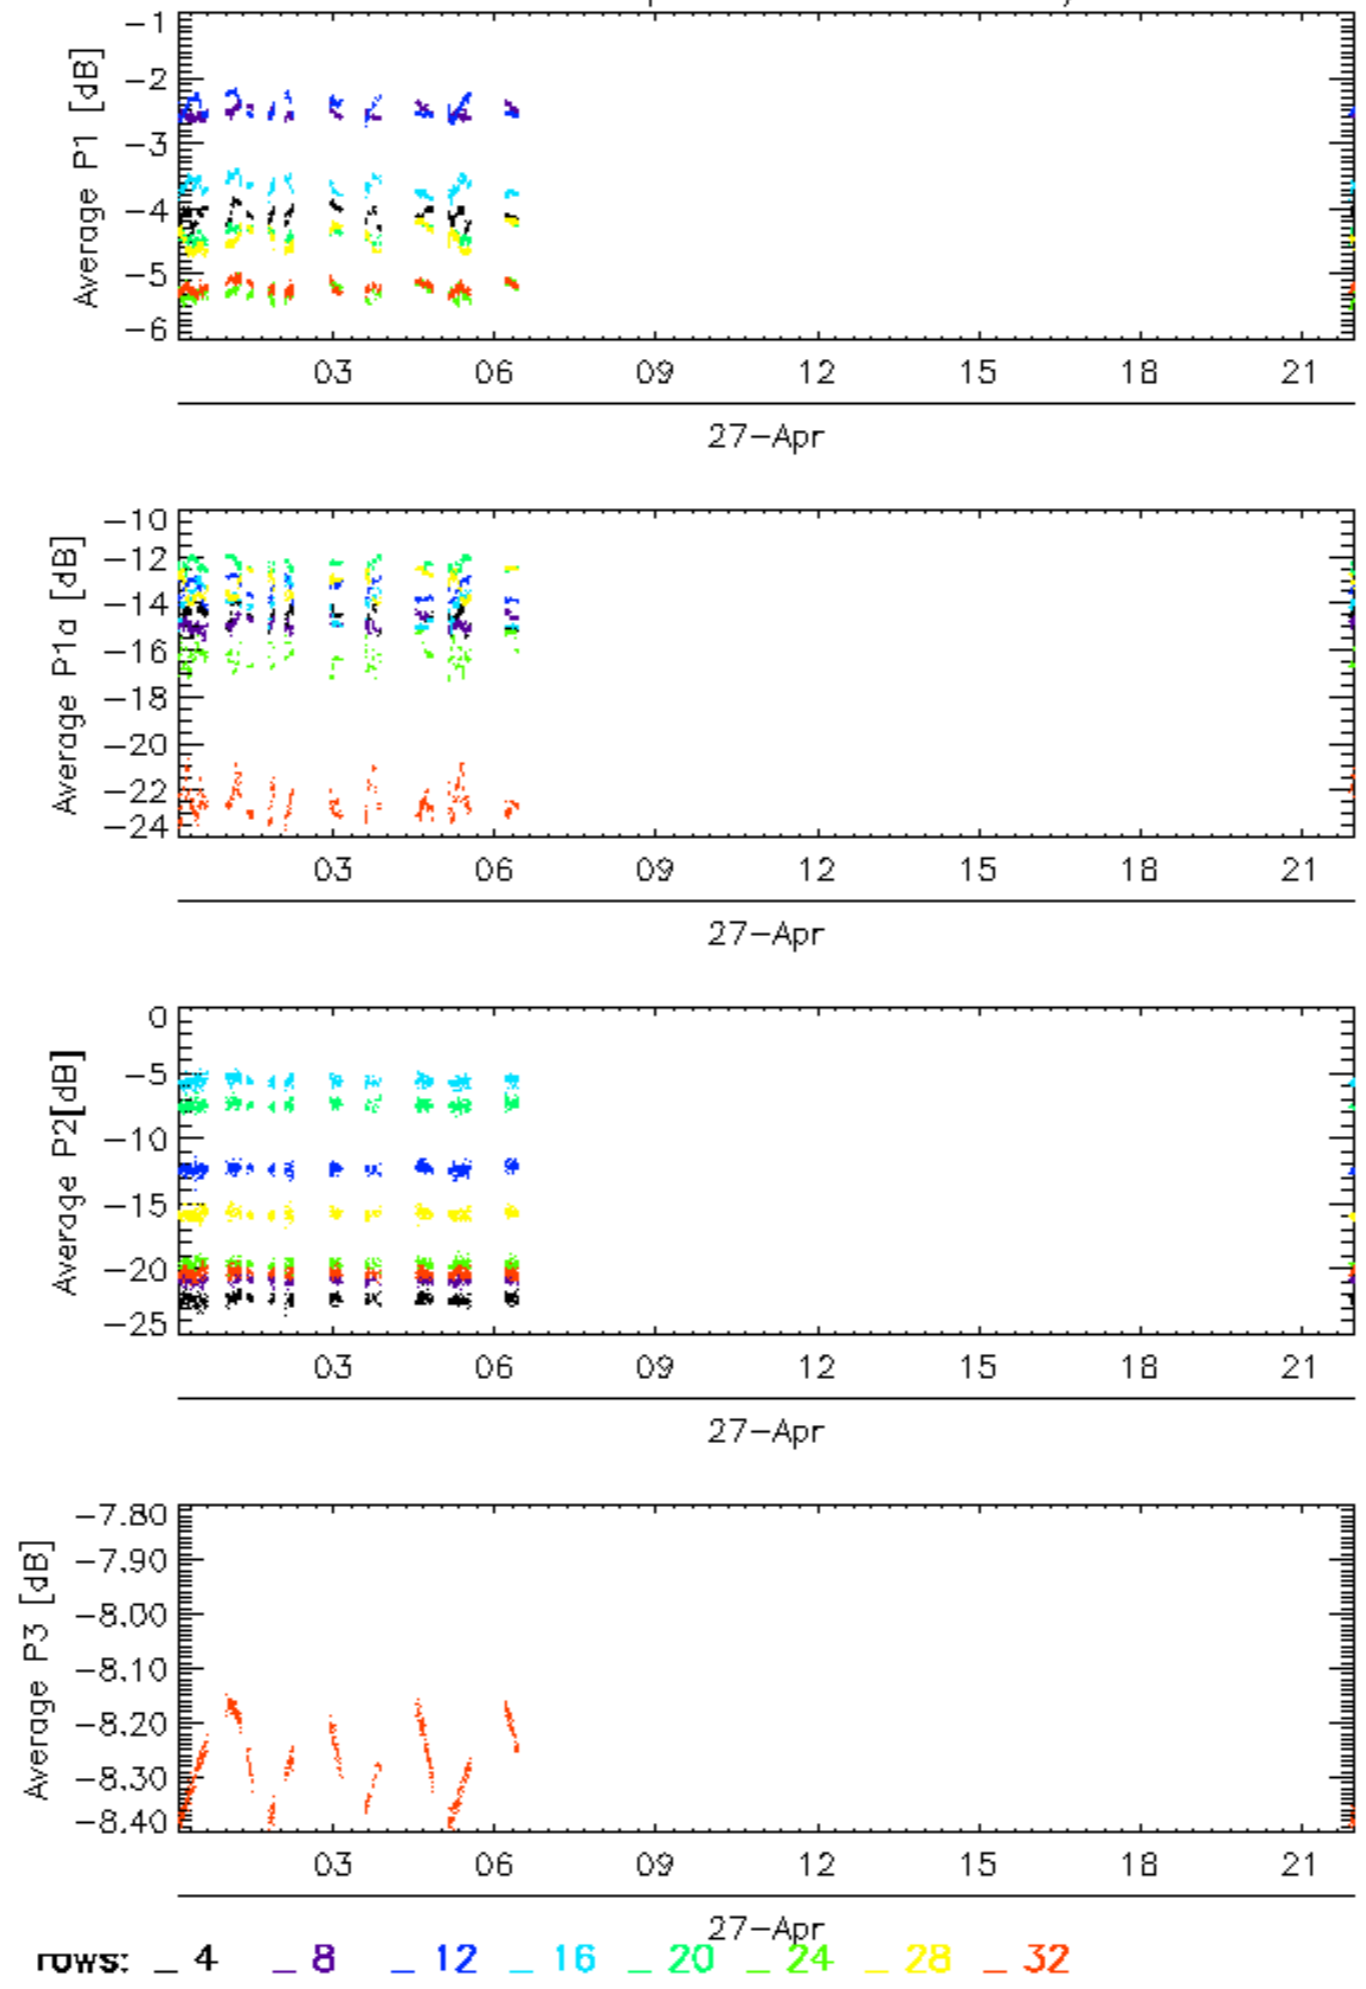 -1
-2
-3
-4
-5
-6
Average P1 [dB]
03 06 09 12 15 18 21
27-Apr
-10
-12
-14
-16
-18
-20
-22
-24
Average P1a [dB]
03 06 09 12 15 18 21
27-Apr
0
-5
-10
-15
-20
-25
Average P2[dB]
03 06 09 12 15 18 21
27-Apr
-7.80
-7.90
-8.00
-8.10
-8.20
-8.30
-8.40
Average P3 [dB]
03 06 09 12 15 18 21
27-Apr
rows: _ 4 _ 8 _ 12 _ 16 _ 20 _ 24 _ 28 _ 32